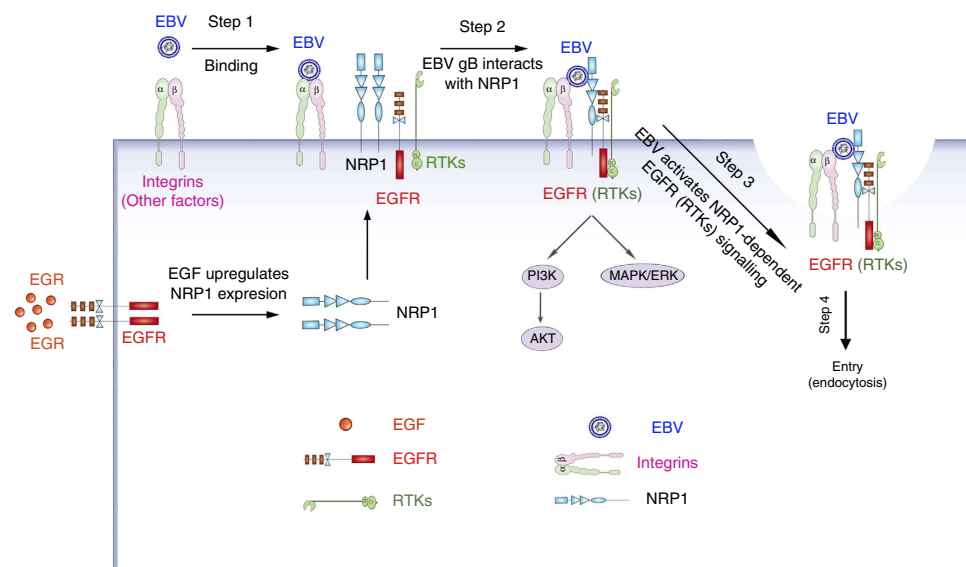 EBV
Step 1
Binding
EBV
α
β
α
β
Integrins
(Other factors)
NRP1
RTKs
EGFR
Step 2
EBV gB interacts
with NRP1
EBV
α
β
EGFR (RTKs)
PI3K
MAPK/ERK
AKT
Step 3
EBV activates NRP1-dependent
EGFR (RTKs) signalling
EBV
α
β
EGFR (RTKs)
Step 4
Entry
(endocytosis)
EGR
EGR
EGFR
EGF upregulates
NRP1 expresion
NRP1
EGF
EGFR
RTKs
EBV
β
α
Integrins
NRP1